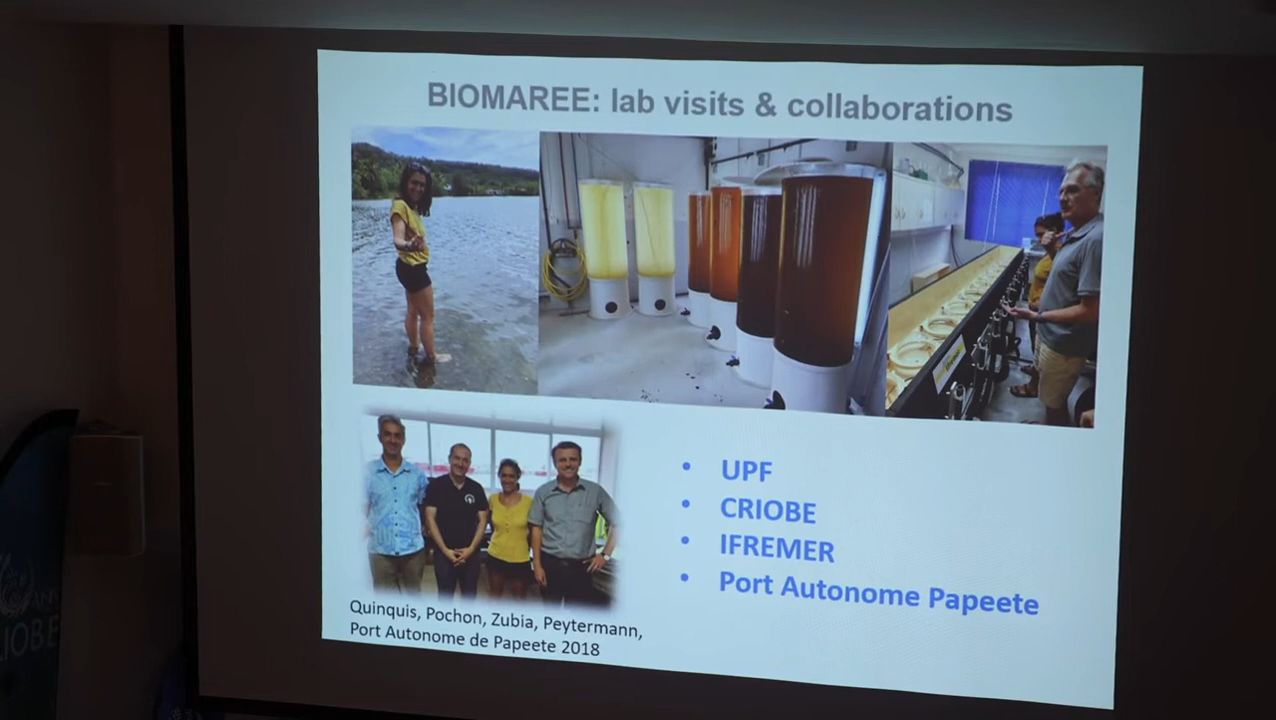 BIOMAREE: lab visits & collaborations
• UPF
• CRIOBE
• IFREMER
• Port Autonome Papeete
Quinquis, Pochon, Zubia, Peytermann,
Port Autonome de Papeete 2018